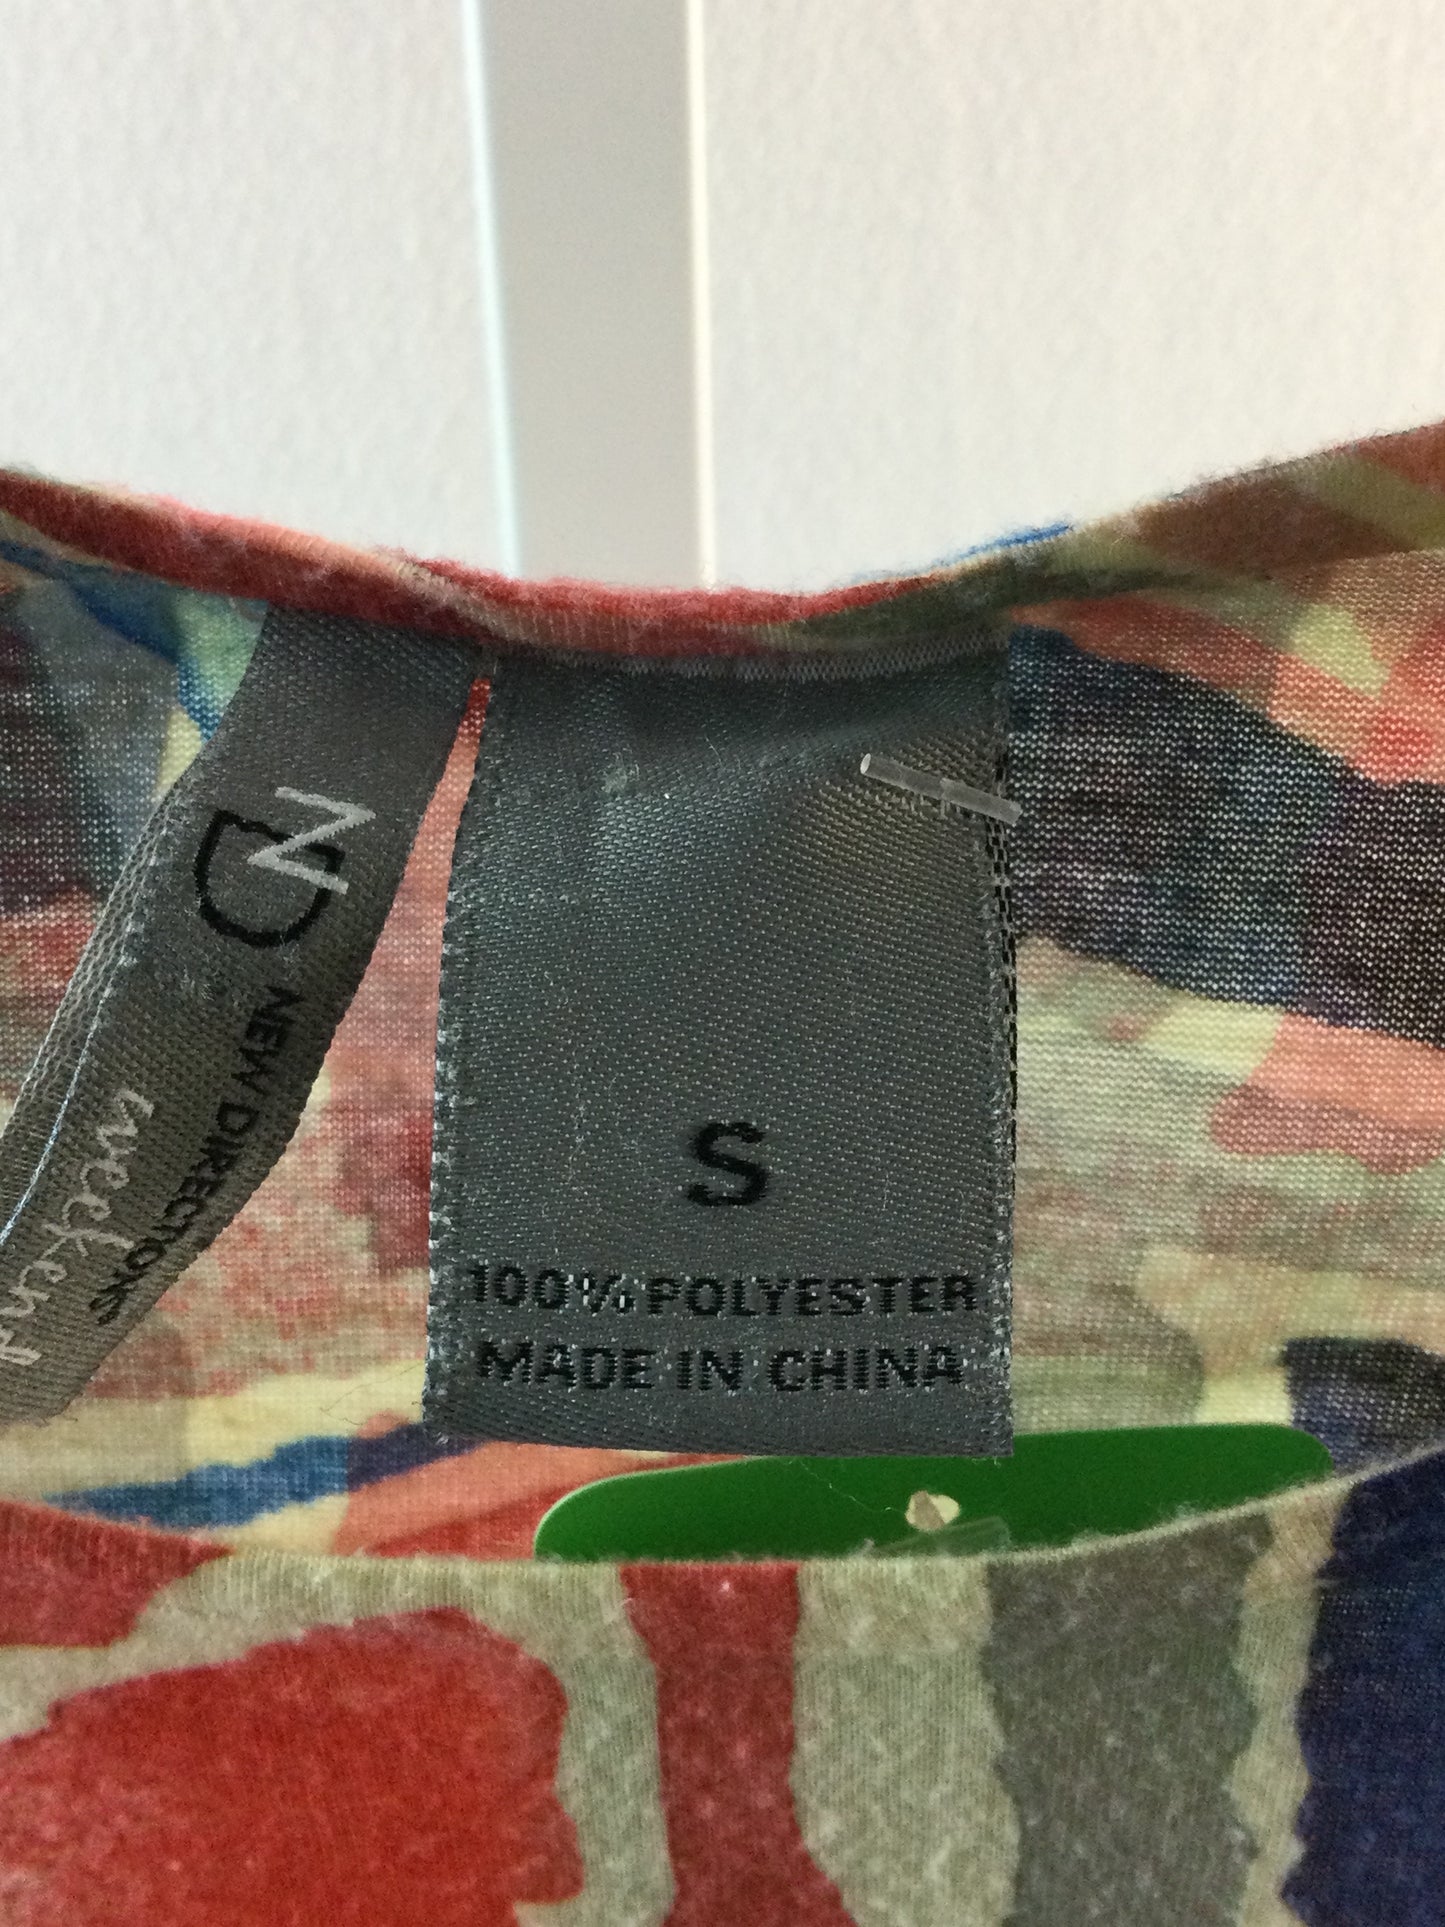 ND
NEW DIRECTIONS
weekend
S
100% POLYESTER
MADE IN CHINA